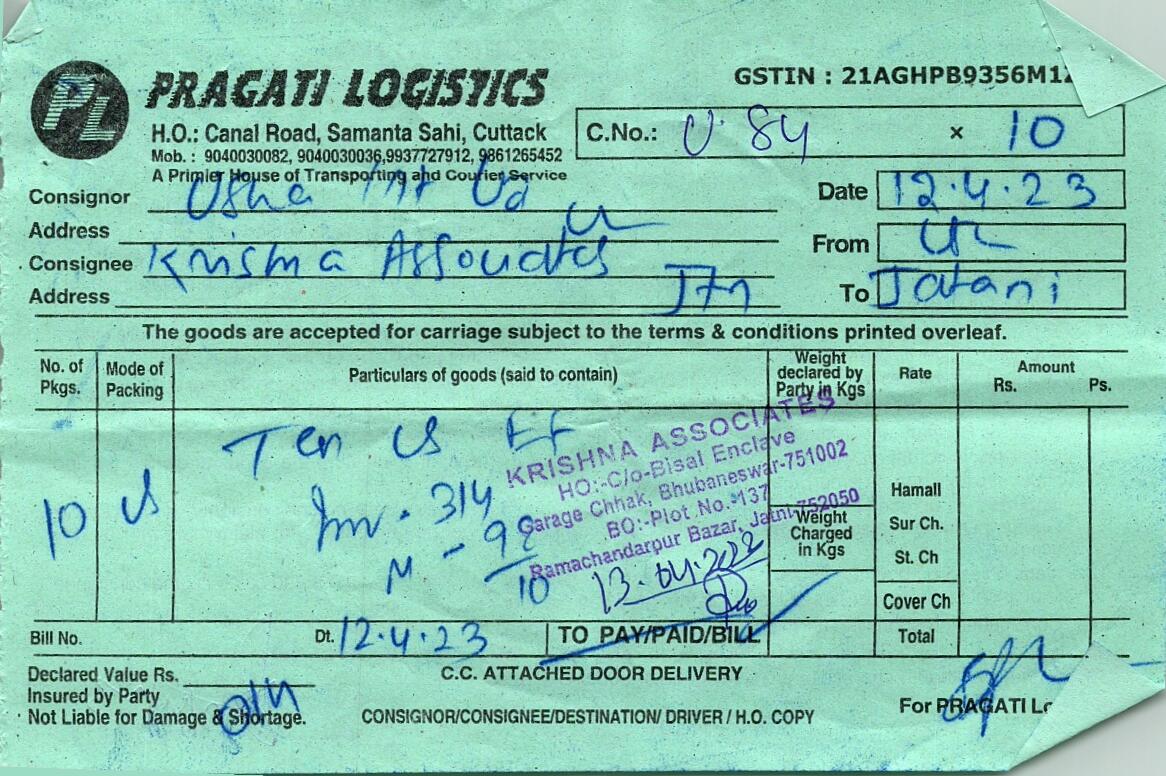 PL PRAGATI LOGISTICS
GSTIN : 21AGHPB9356M1
H.O.: Canal Road, Samanta Sahi, Cuttack
Mob. : 9040030082, 9040030036,9937727912, 9861265452
A Primier House of Transporting and Courier Service
C.No.: U 84 × 10
Consignor Usha Int Ltd
Date 12.4.23
Address
From
Consignee Krishna Associates
Address Jtn
To Jatani
The goods are accepted for carriage subject to the terms & conditions printed overleaf.
No. of Pkgs. Mode of Packing Particulars of goods (said to contain) Weight declared by Party in Kgs Rate Amount Rs. Ps.
Ten
10
Inv. 314
M - 98
10
KRISHNA ASSOCIATES
HO:-C/o-Bisal Enclave
Garage Chhak, Bhubaneswar-751002
BO:-Plot No.-137
Ramachandarpur Bazar, Jatni-752050
Weight Charged in Kgs
Hamall
Sur Ch.
St. Ch
Cover Ch
Bill No. Dt. 12.4.23 TO PAY/PAID/BILL Total
Declared Value Rs.
C.C. ATTACHED DOOR DELIVERY
Insured by Party
Not Liable for Damage & Shortage.
CONSIGNOR/CONSIGNEE/DESTINATION/ DRIVER / H.O. COPY
For PRAGATI